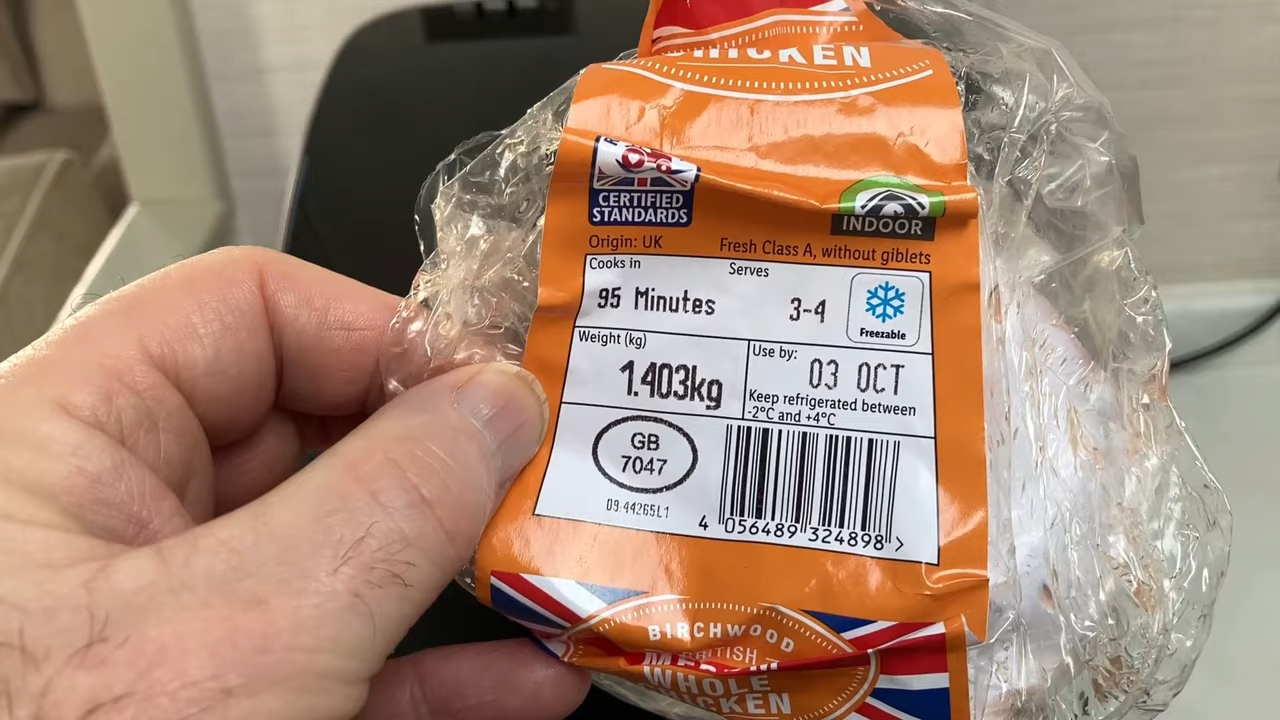 CHICKEN
CERTIFIED
STANDARDS
INDOOR
Origin: UK
Fresh Class A, without giblets
Cooks in
Serves
95 Minutes
3-4
Freezable
Weight (kg)
Use by:
1.403kg
03 OCT
Keep refrigerated between
-2°C and +4°C
GB
7047
09-44265L1
4 056489 324898 >
BIRCHWOOD
BRITISH
WHOLE
CHICKEN